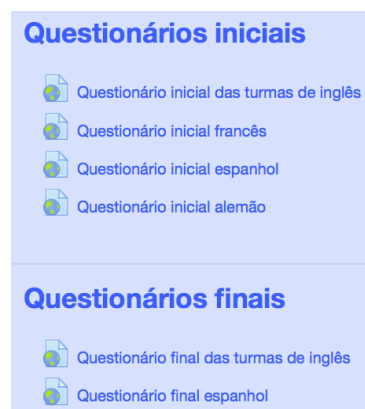 Questionários iniciais
Questionário inicial das turmas de inglês
Questionário inicial francês
Questionário inicial espanhol
Questionário inicial alemão
Questionários finais
Questionário final das turmas de inglês
Questionário final espanhol